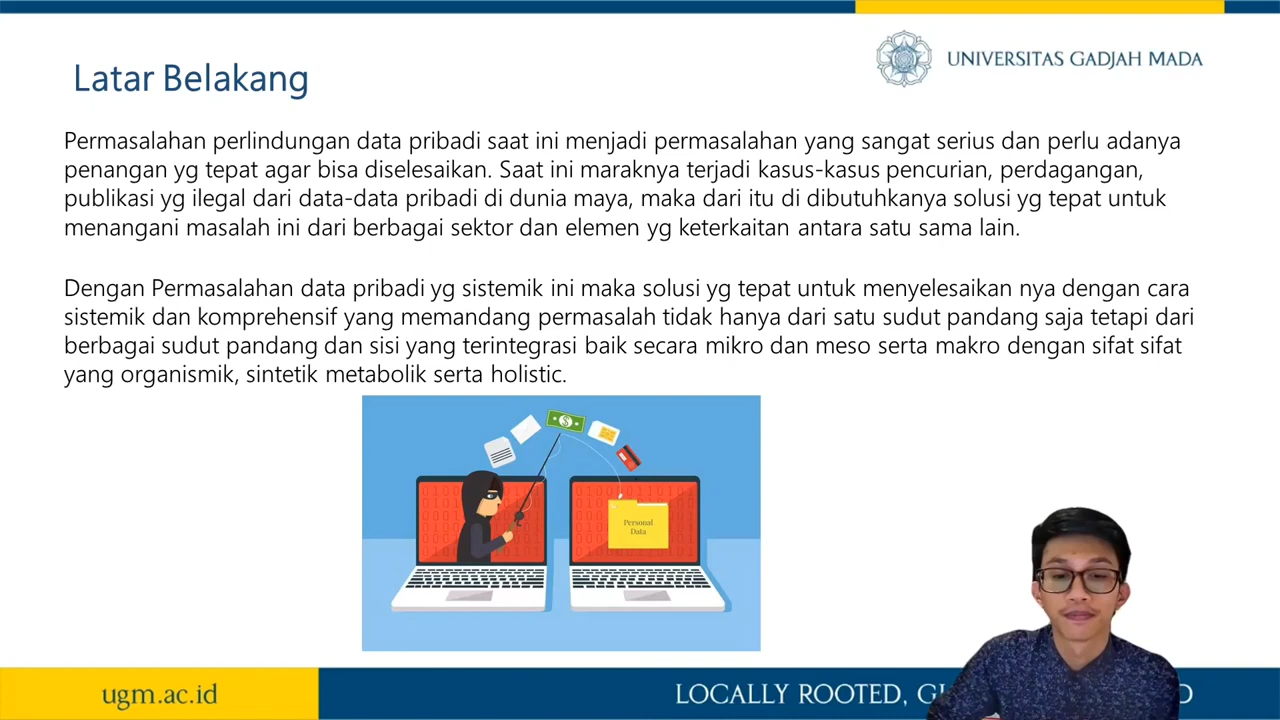 UNIVERSITAS GADJAH MADA
Latar Belakang
Permasalahan perlindungan data pribadi saat ini menjadi permasalahan yang sangat serius dan perlu adanya
penangan yg tepat agar bisa diselesaikan. Saat ini maraknya terjadi kasus-kasus pencurian, perdagangan,
publikasi yg ilegal dari data-data pribadi di dunia maya, maka dari itu di dibutuhkanya solusi yg tepat untuk
menangani masalah ini dari berbagai sektor dan elemen yg keterkaitan antara satu sama lain.
Dengan Permasalahan data pribadi yg sistemik ini maka solusi yg tepat untuk menyelesaikan nya dengan cara
sistemik dan komprehensif yang memandang permasalah tidak hanya dari satu sudut pandang saja tetapi dari
berbagai sudut pandang dan sisi yang terintegrasi baik secara mikro dan meso serta makro dengan sifat sifat
yang organismik, sintetik metabolik serta holistic.
Personal
Data
ugm.ac.id
LOCALLY ROOTED,